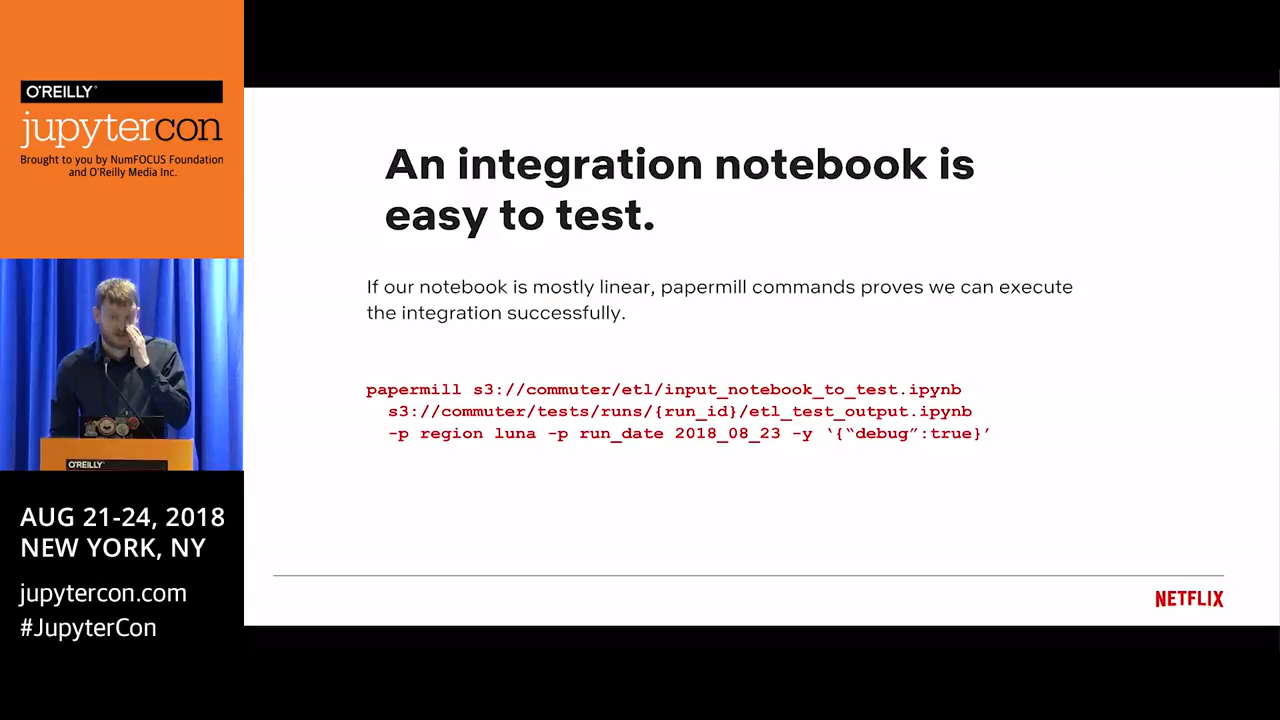 O'REILLY®
jupytercon
Brought to you by NumFOCUS Foundation
and O'Reilly Media Inc.
An integration notebook is
easy to test.
If our notebook is mostly linear, papermill commands proves we can execute
the integration successfully.
papermill s3://commuter/etl/input_notebook_to_test.ipynb
s3://commuter/tests/runs/{run_id}/etl_test_output.ipynb
-p region luna -p run_date 2018_08_23 -y ‘{“debug”:true}’
O'REILLY®
AUG 21-24, 2018
NEW YORK, NY
jupytercon.com
#JupyterCon
NETFLIX